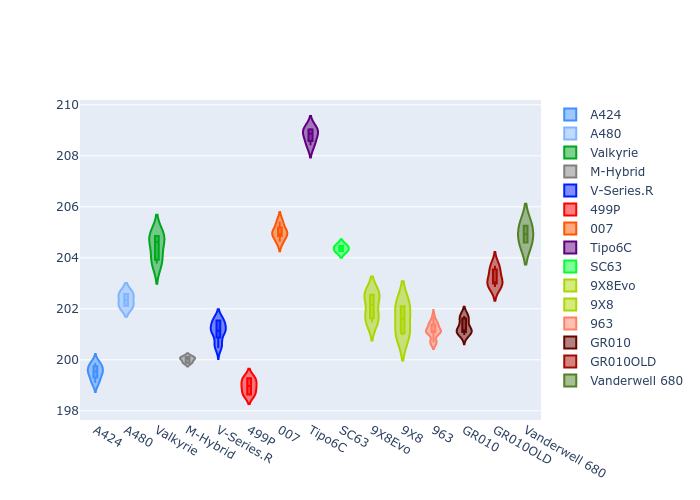 210
208
206
204
202
200
198
A424
A480
Valkyrie
M-Hybrid
V-Series.R
499P
007
Tipo6C
SC63
9X8Evo
9X8
963
GR010
GR010OLD
Vanderwell 680
A424
A480
Valkyrie
M-Hybrid
V-Series.R
499P
007
Tipo6C
SC63
9X8Evo
9X8
963
GR010
GR010OLD
Vanderwell 680